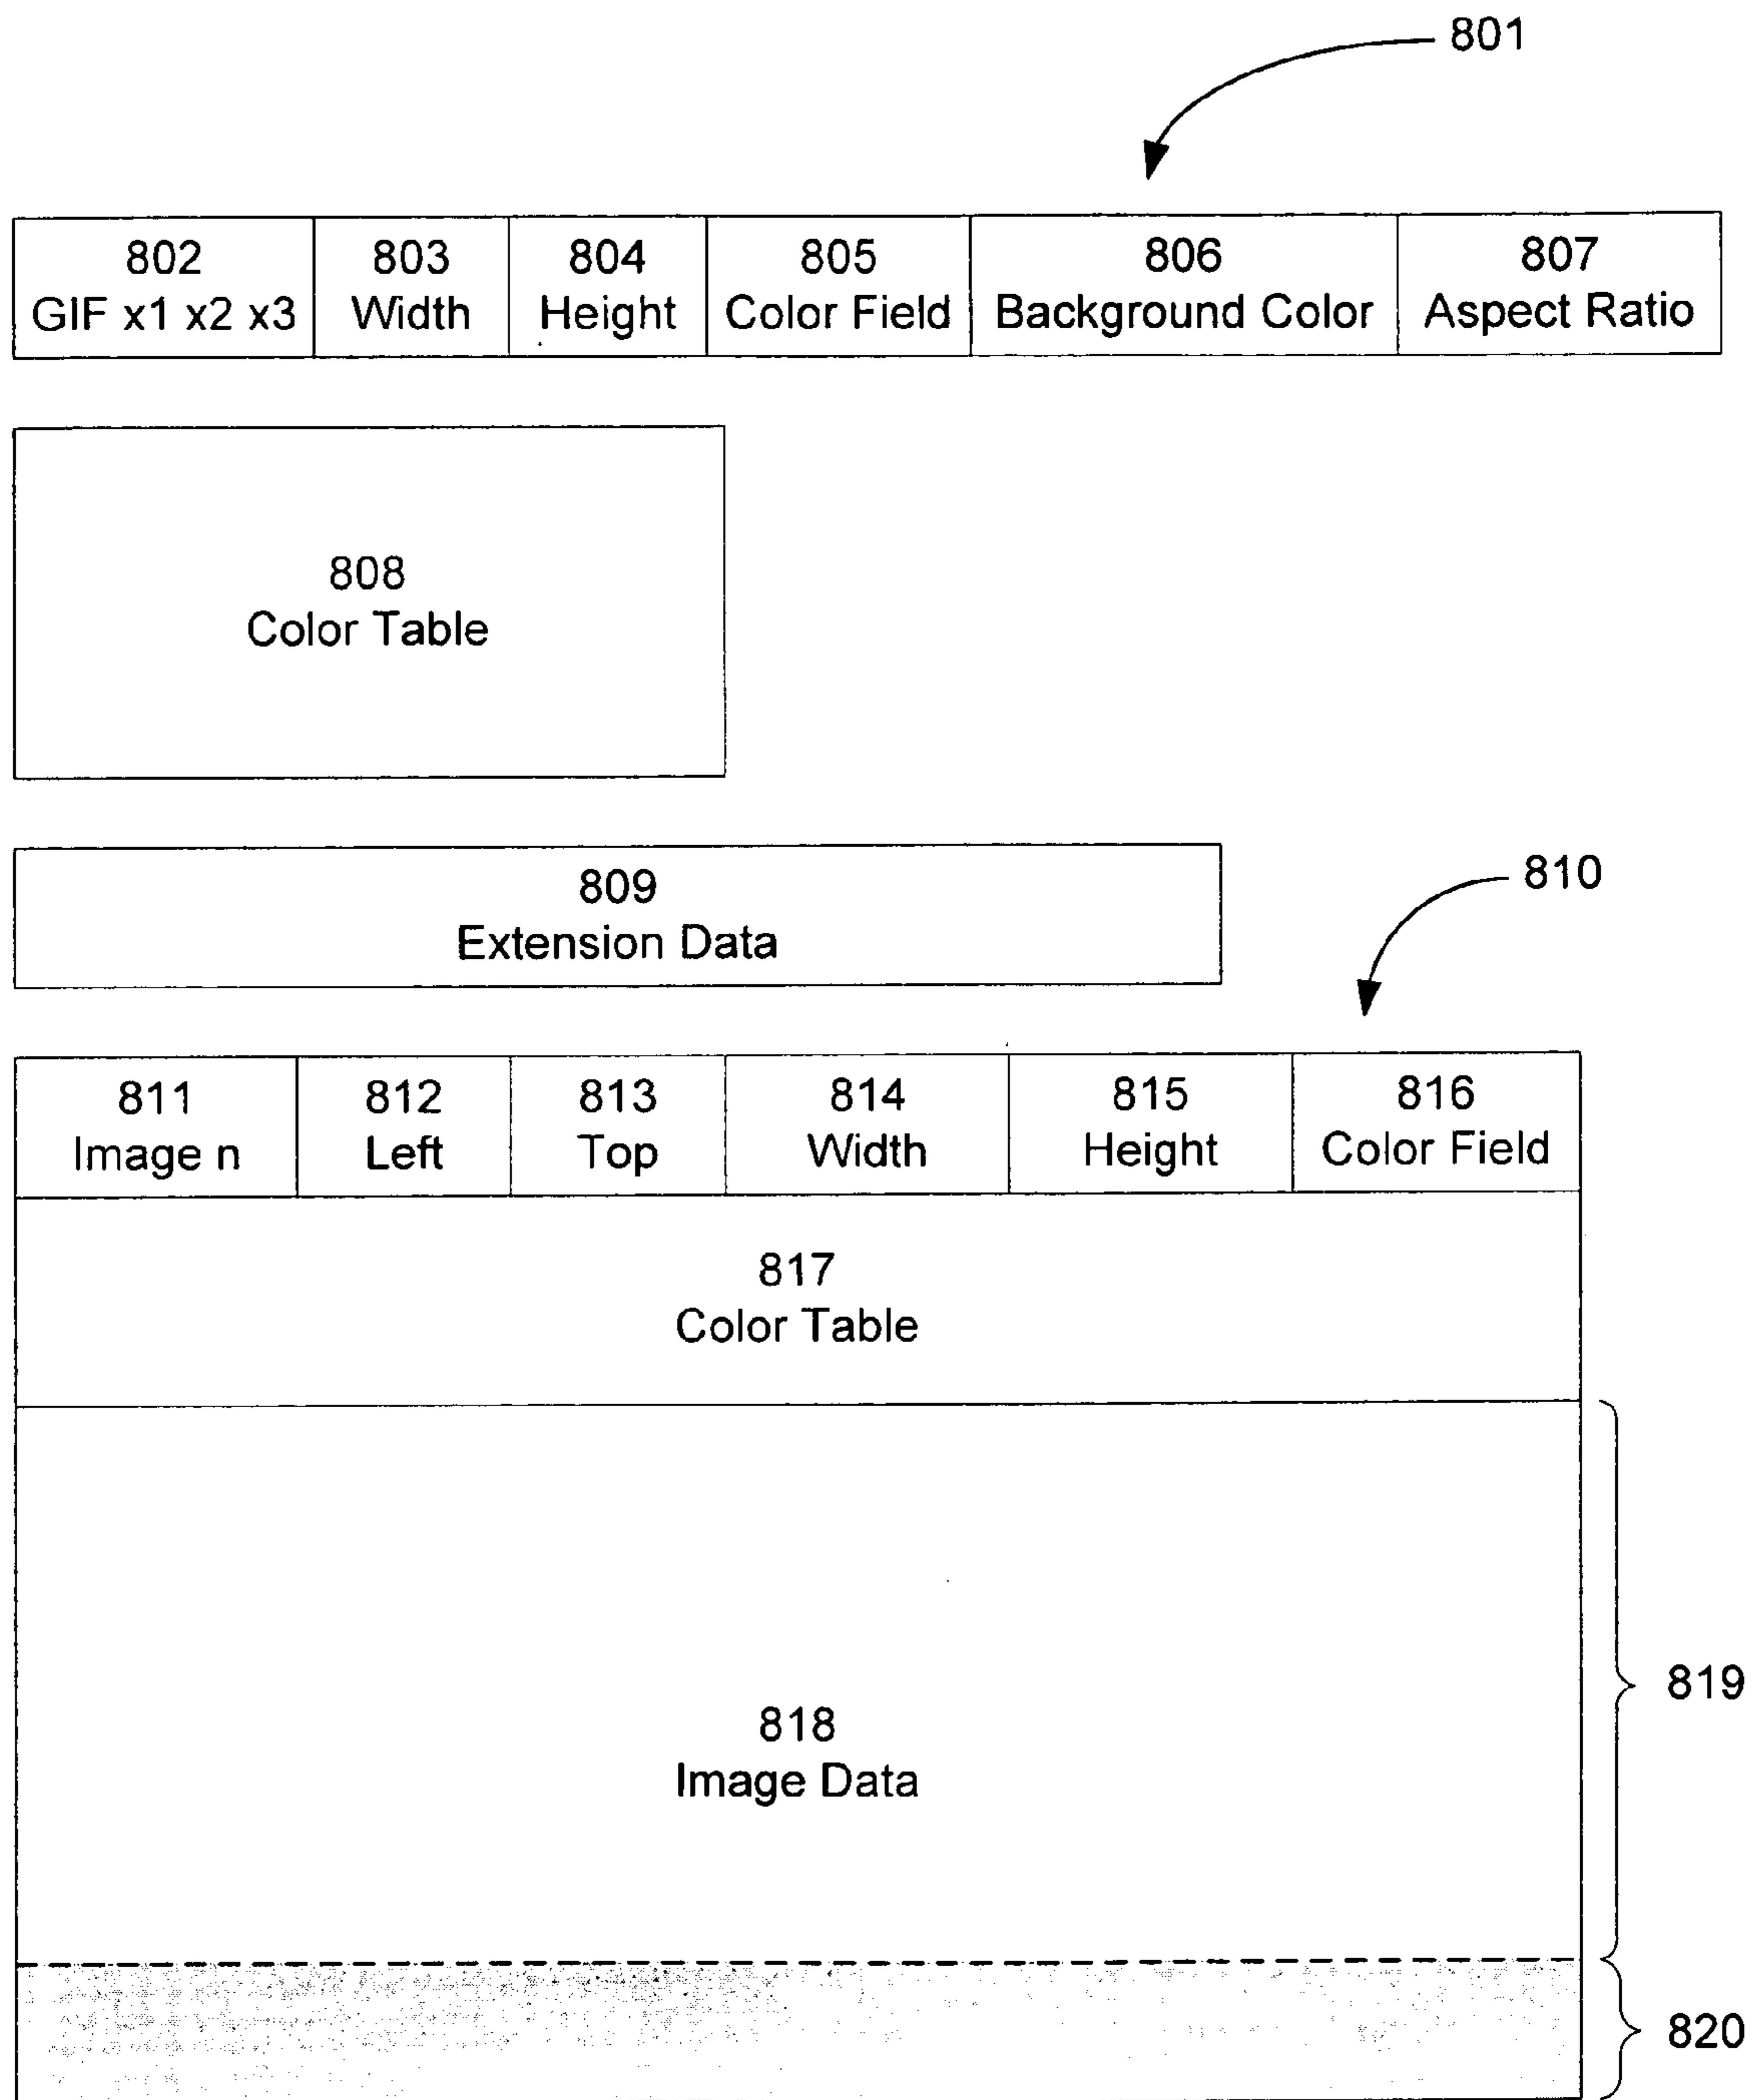 801
802 803 804 805 806 807
GIF x1 x2 x3 Width Height Color Field Background Color Aspect Ratio
808
Color Table
809
Extension Data
810
811 812 813 814 815 816
Image n Left Top Width Height Color Field
817
Color Table
818
Image Data
819
820